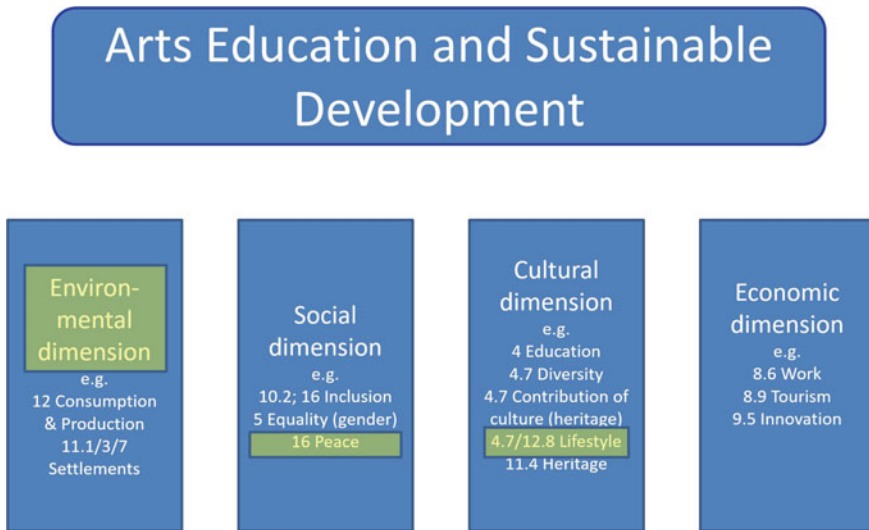 Arts Education and Sustainable
Development
Environ-
mental
dimension
e.g.
12 Consumption
& Production
11.1/3/7
Settlements
Social
dimension
e.g.
10.2; 16 Inclusion
5 Equality (gender)
16 Peace
Cultural
dimension
e.g.
4 Education
4.7 Diversity
4.7 Contribution of
culture (heritage)
4.7/12.8 Lifestyle
11.4 Heritage
Economic
dimension
e.g.
8.6 Work
8.9 Tourism
9.5 Innovation